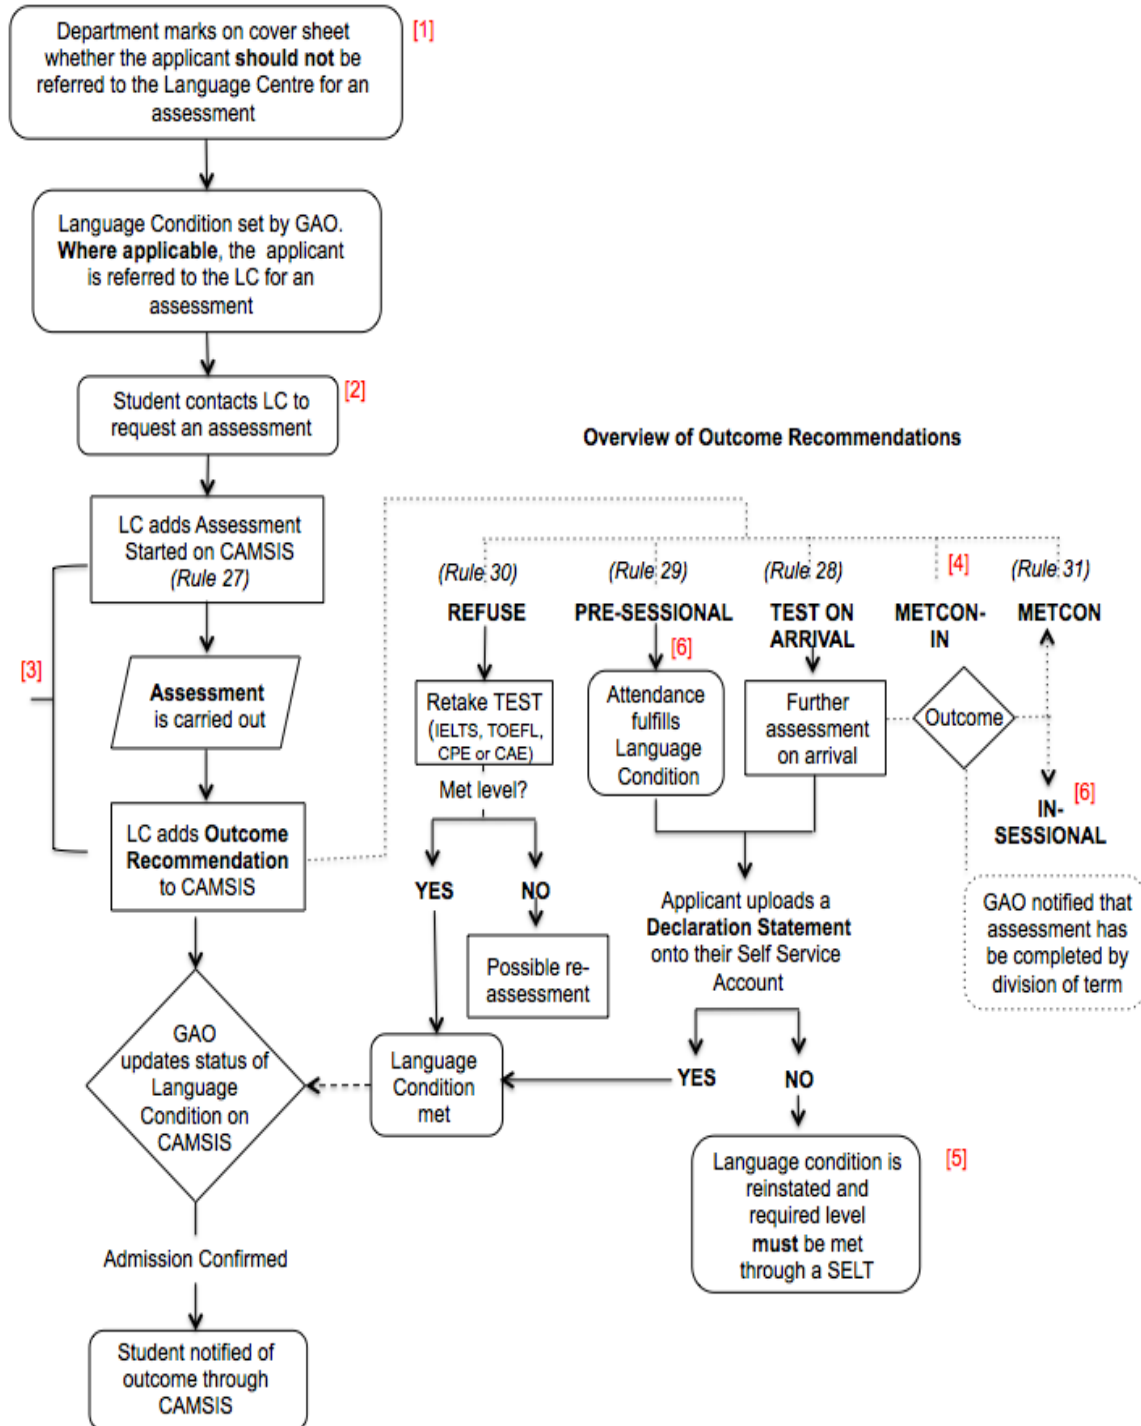 Department marks on cover sheet
whether the applicant should not be
referred to the Language Centre for an
assessment
[1]
Language Condition set by GAO.
Where applicable, the applicant
is referred to the LC for an
assessment
Student contacts LC to
request an assessment
[2]
LC adds Assessment
Started on CAMSIS
(Rule 27)
[3]
Assessment
is carried out
LC adds Outcome
Recommendation
to CAMSIS
GAO
updates status of
Language
Condition on
CAMSIS
Admission Confirmed
Student notified of
outcome through
CAMSIS
Overview of Outcome Recommendations
(Rule 30)
REFUSE
Retake TEST
(IELTS, TOEFL,
CPE or CAE)
Met level?
YES
NO
Possible re-
assessment
Language
Condition
met
(Rule 29)
PRE-SESSIONAL
[6]
Attendance
fulfills
Language
Condition
(Rule 28)
TEST ON
ARRIVAL
Further
assessment
on arrival
Applicant uploads a
Declaration Statement
onto their Self Service
Account
YES
NO
Language condition is
reinstated and
required level
must be met
through a SELT
[5]
[4]
METCON-
IN
(Rule 31)
METCON
Outcome
IN-
SESSIONAL
[6]
GAO notified that
assessment has
be completed by
division of term